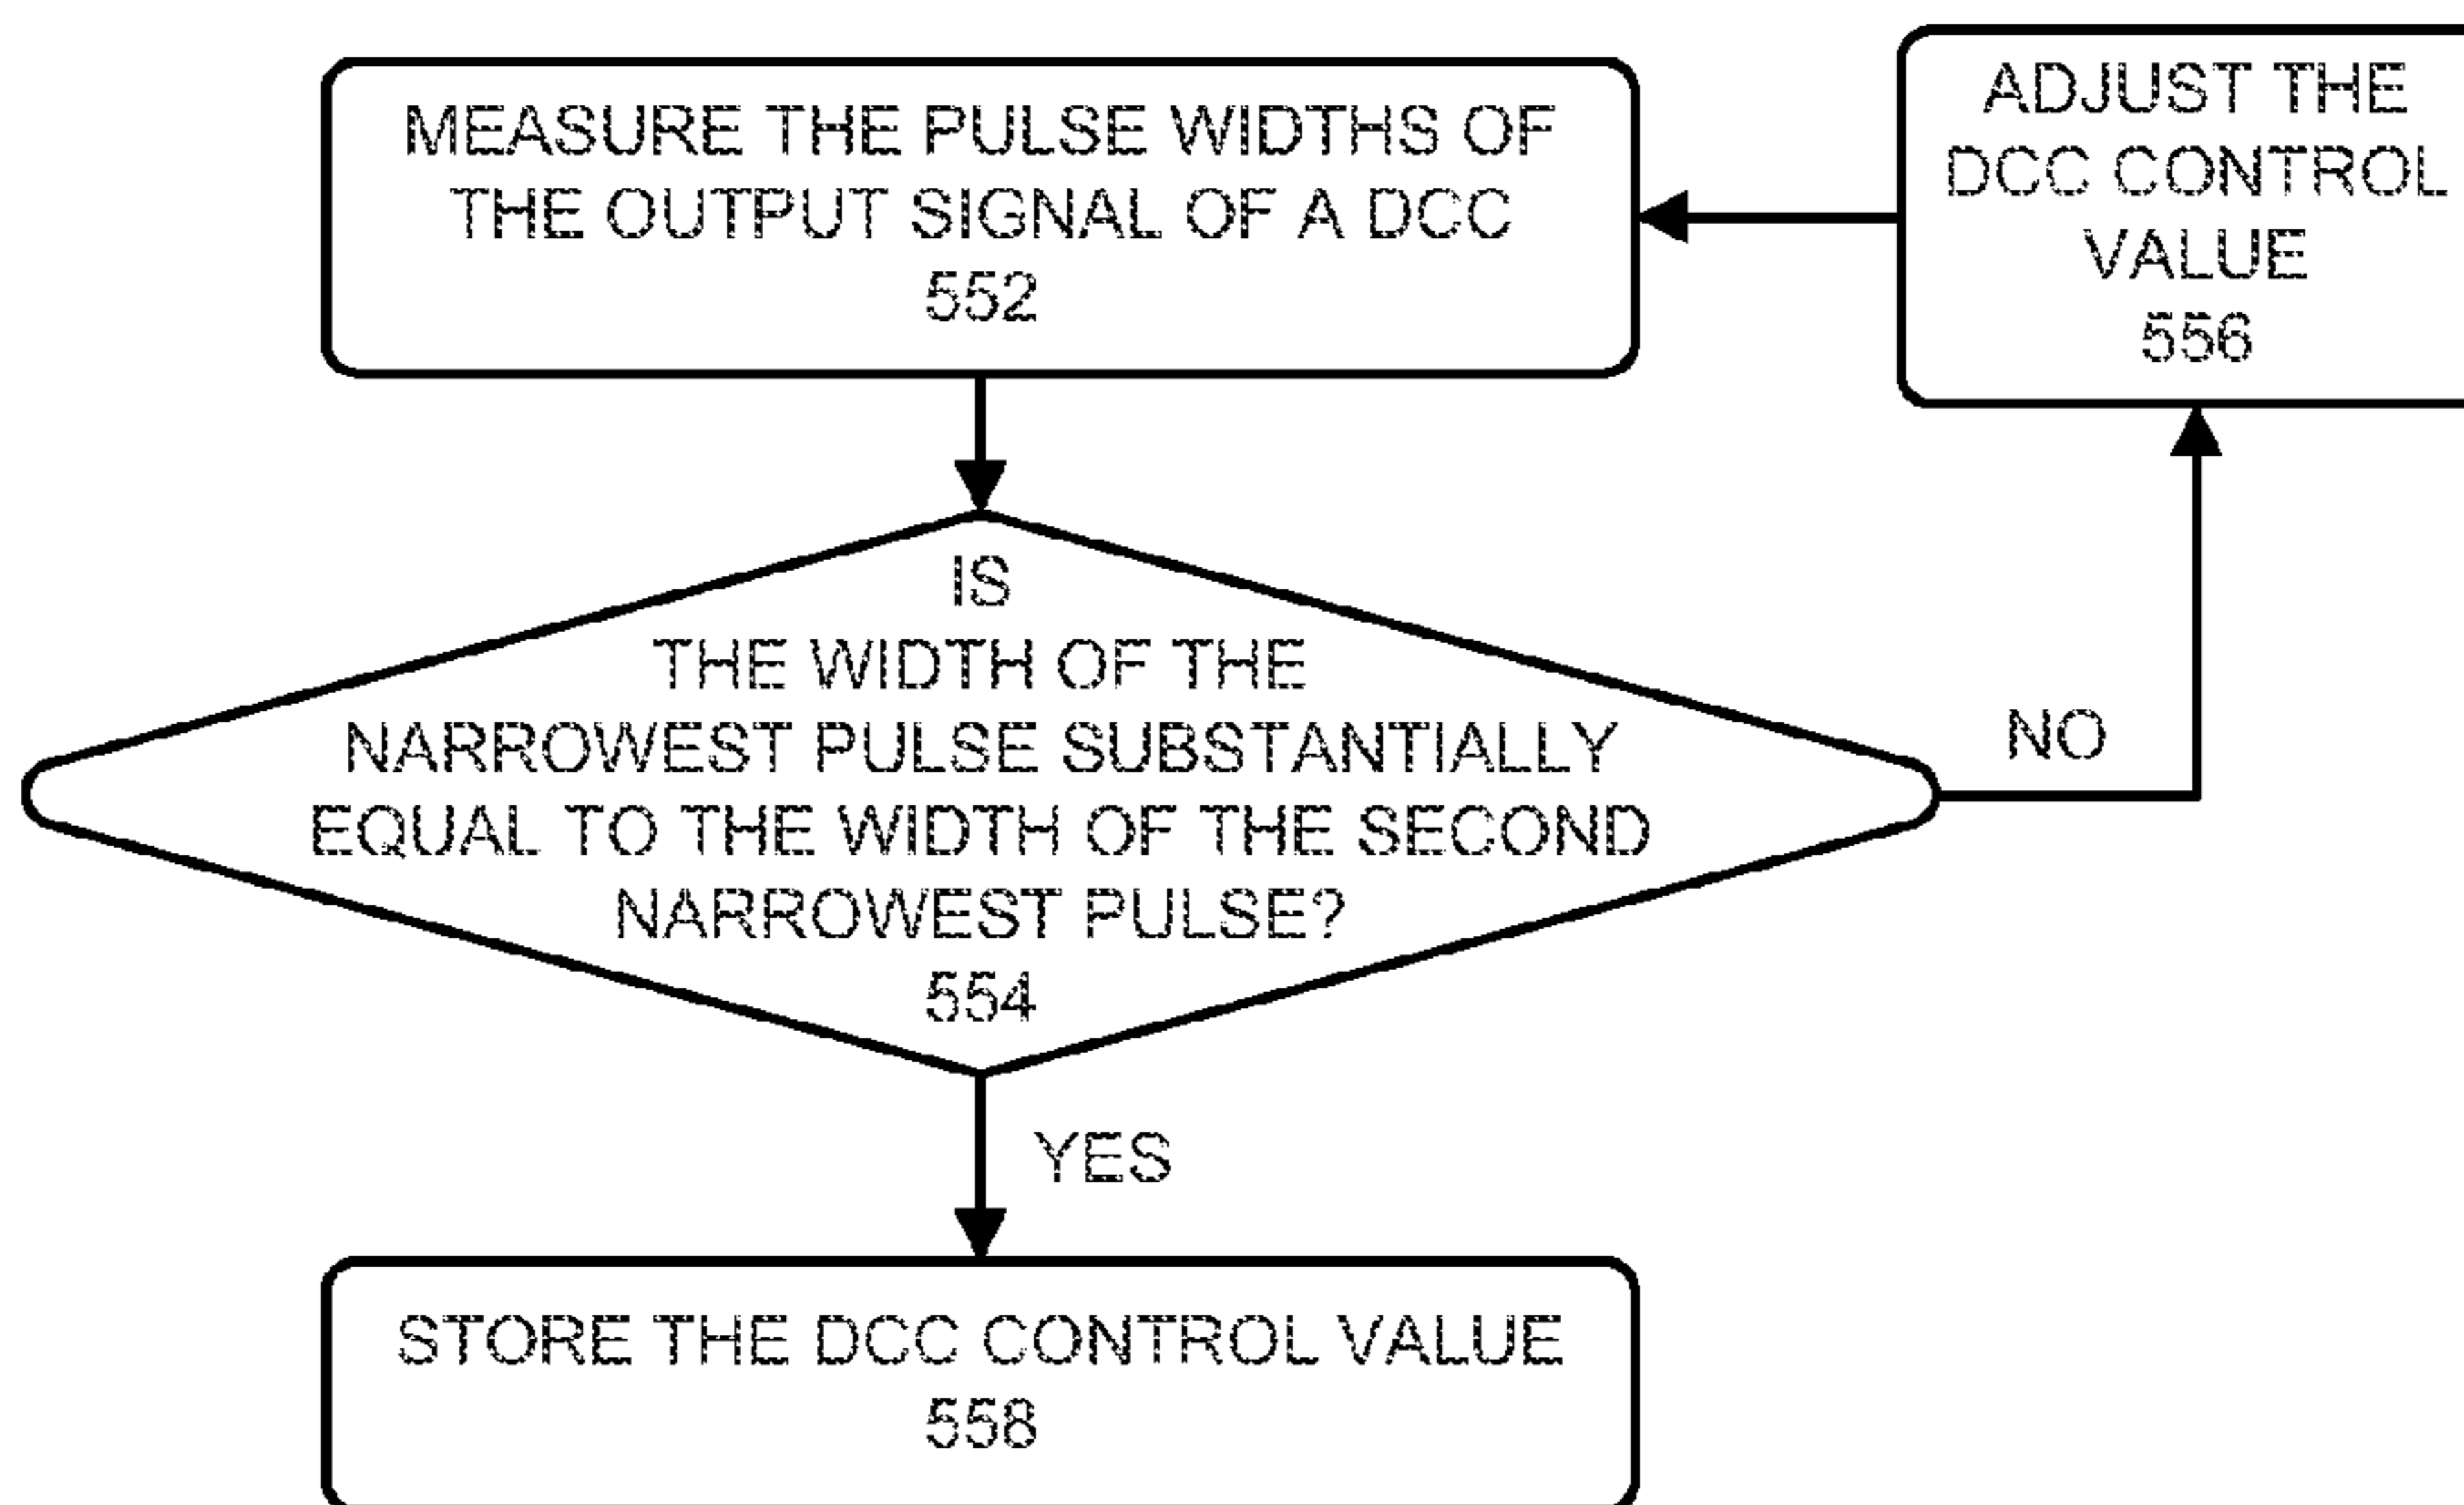 MEASURE THE PULSE WIDTHS OF
THE OUTPUT SIGNAL OF A DCC
552
ADJUST THE
DCC CONTROL
VALUE
556
IS
THE WIDTH OF THE
NARROWEST PULSE SUBSTANTIALLY
EQUAL TO THE WIDTH OF THE SECOND
NARROWEST PULSE?
554
NO
YES
STORE THE DCC CONTROL VALUE
558